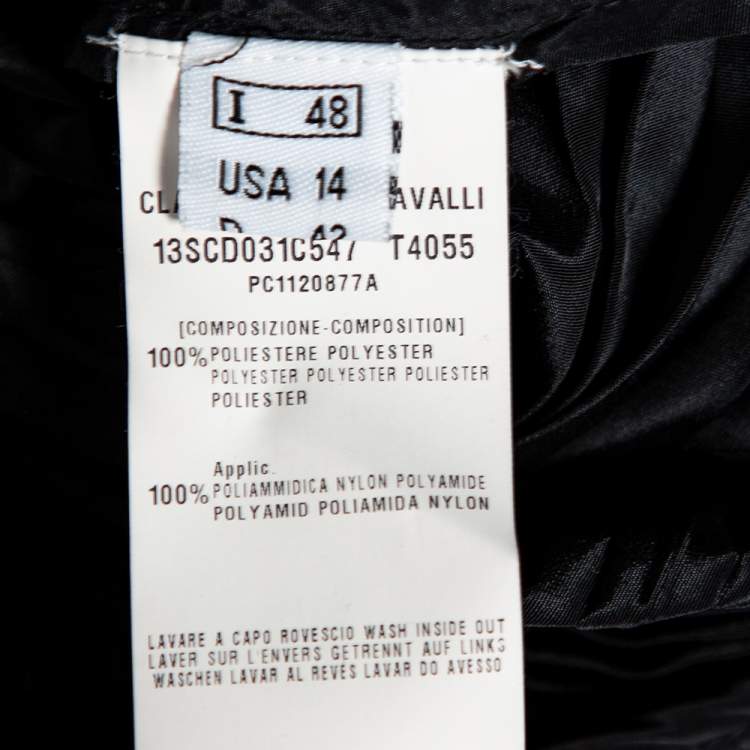 I 48
USA 14
D 42
AVALLI
13SCD031C547 T4055
PC1120877A
[COMPOSIZIONE-COMPOSITION]
100% POLIESTERE POLYESTER
POLYESTER POLYESTER POLIESTER
POLIESTER
Applic.
100% POLIAMMIDICA NYLON POLYAMIDE
POLYAMID POLIAMIDA NYLON
LAVARE A CAPO ROVESCIO WASH INSIDE OUT
LAVER SUR L'ENVERS GETRENNT AUF LINKS
WASCHEN LAVAR AL REVÉS LAVAR DO AVESSO